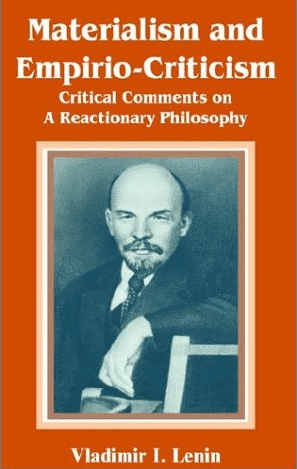 Materialism and
Empirio-Criticism
Critical Comments on
A Reactionary Philosophy
Vladimir I. Lenin